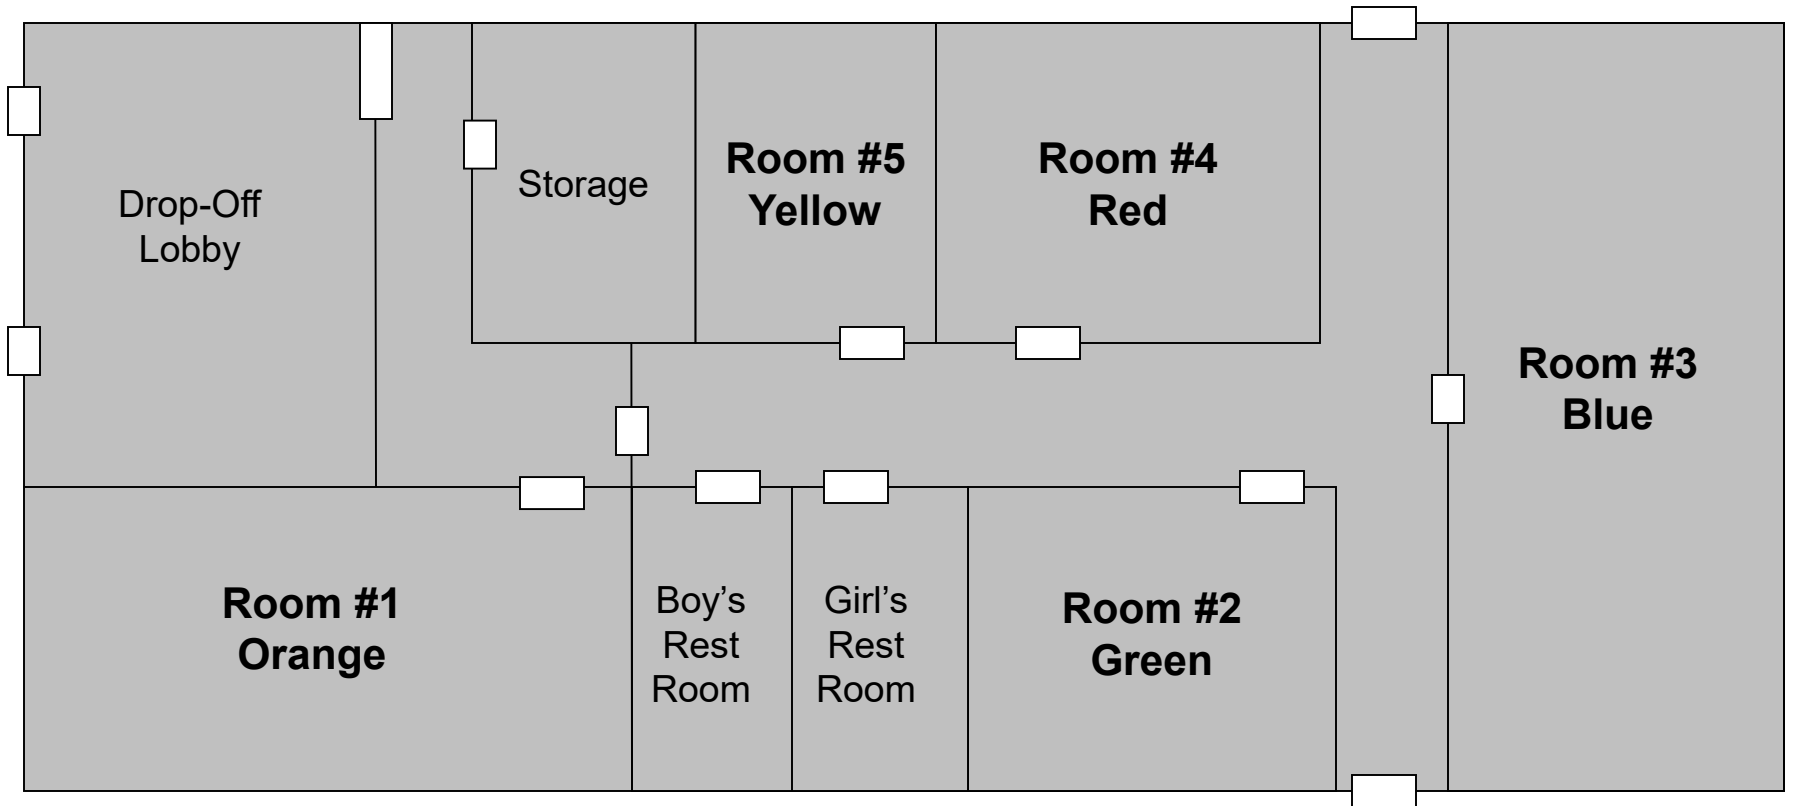 Drop-Off
Lobby
Storage
Room #5
Yellow
Room #4
Red
Room #3
Blue
Room #1
Orange
Boy’s
Rest
Room
Girl’s
Rest
Room
Room #2
Green